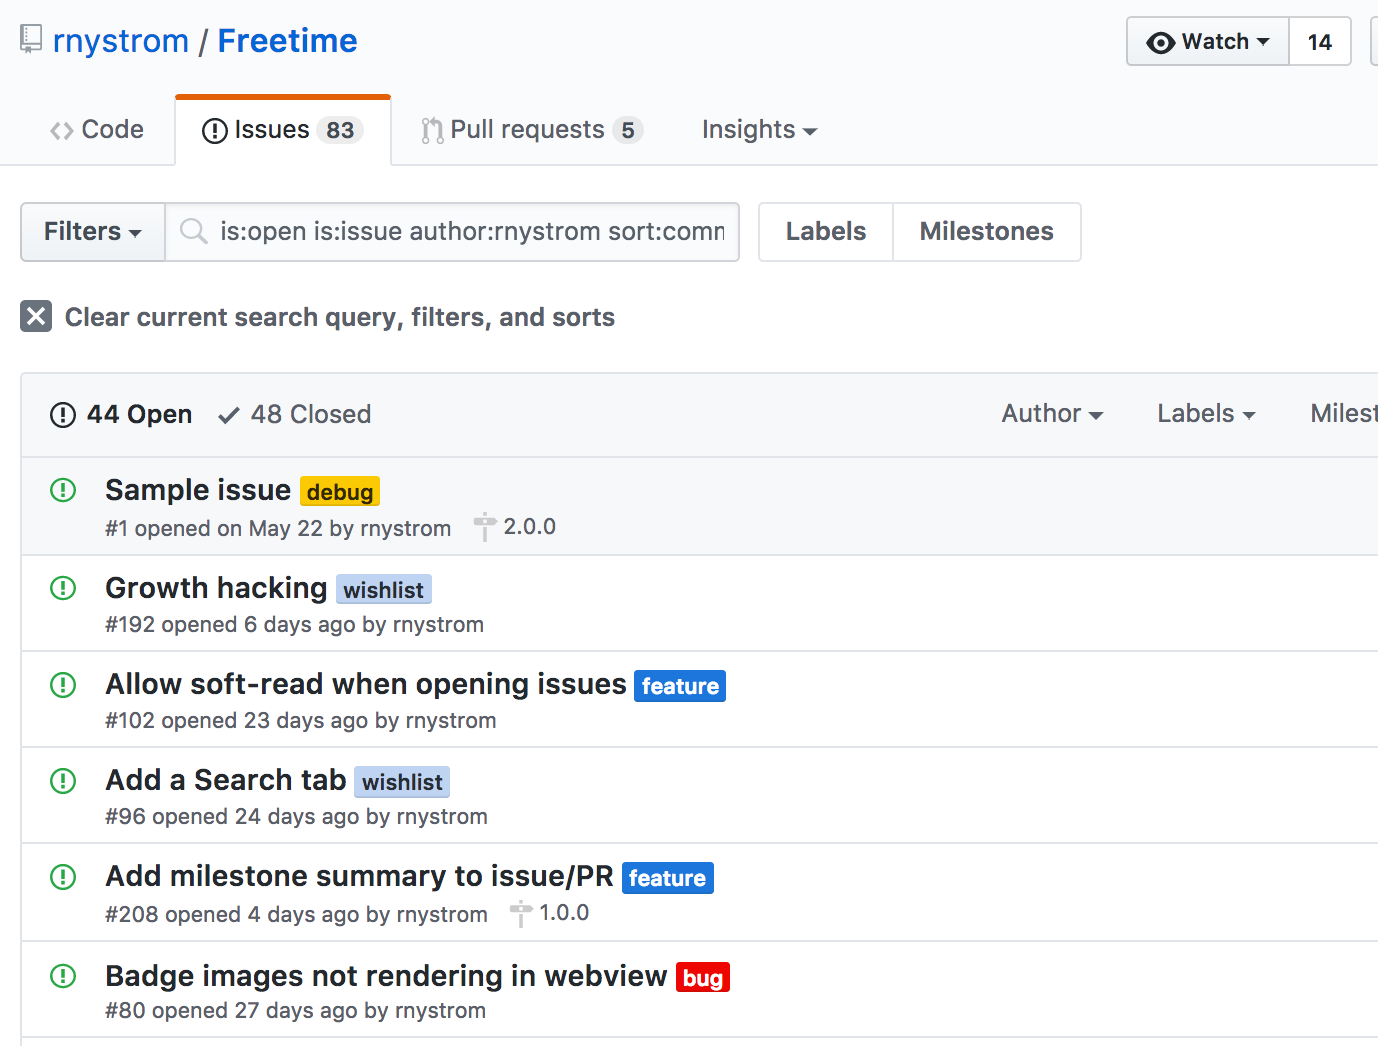 rnystrom / Freetime
Watch 14
Code Issues 83 Pull requests 5 Insights
Filters is:open is:issue author:rnystrom sort:comm Labels Milestones
Clear current search query, filters, and sorts
44 Open 48 Closed Author Labels Milest
Sample issue debug
#1 opened on May 22 by rnystrom 2.0.0
Growth hacking wishlist
#192 opened 6 days ago by rnystrom
Allow soft-read when opening issues feature
#102 opened 23 days ago by rnystrom
Add a Search tab wishlist
#96 opened 24 days ago by rnystrom
Add milestone summary to issue/PR feature
#208 opened 4 days ago by rnystrom 1.0.0
Badge images not rendering in webview bug
#80 opened 27 days ago by rnystrom